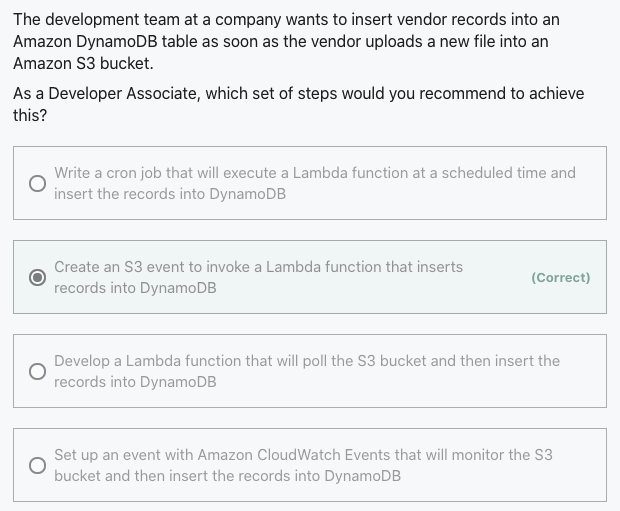 The development team at a company wants to insert vendor records into an
Amazon DynamoDB table as soon as the vendor uploads a new file into an
Amazon S3 bucket.
As a Developer Associate, which set of steps would you recommend to achieve
this?
Write a cron job that will execute a Lambda function at a scheduled time and
insert the records into DynamoDB
Create an S3 event to invoke a Lambda function that inserts
records into DynamoDB
(Correct)
Develop a Lambda function that will poll the S3 bucket and then insert the
records into DynamoDB
Set up an event with Amazon CloudWatch Events that will monitor the S3
bucket and then insert the records into DynamoDB